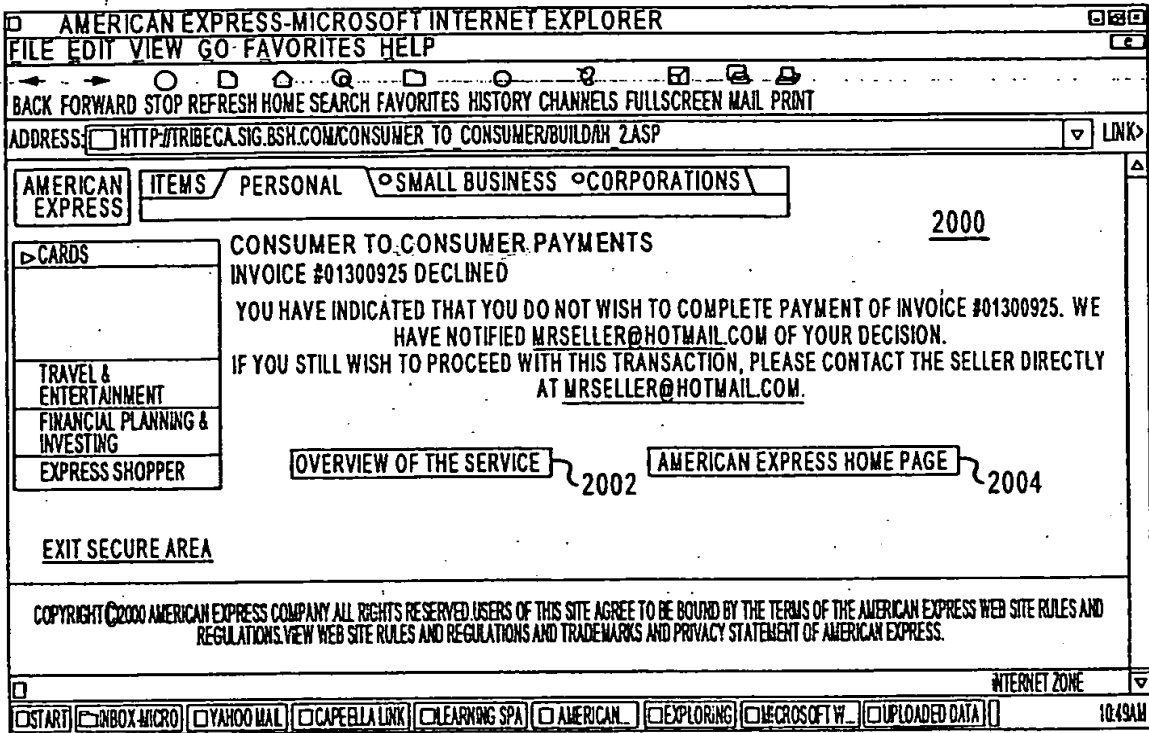 AMERICAN EXPRESS-MICROSOFT INTERNET EXPLORER
FILE EDIT VIEW GO FAVORITES HELP
BACK FORWARD STOP REFRESH HOME SEARCH FAVORITES HISTORY CHANNELS FULLSCREEN MAIL PRINT
ADDRESS: HTTP://TRIBECA.SIG.BSH.COM/CONSUMER_TO_CONSUMER/BUILD/IH_2.ASP LINK>
AMERICAN EXPRESS
ITEMS PERSONAL SMALL BUSINESS CORPORATIONS
2000
CARDS
TRAVEL & ENTERTAINMENT
FINANCIAL PLANNING & INVESTING
EXPRESS SHOPPER
EXIT SECURE AREA
CONSUMER TO CONSUMER PAYMENTS
INVOICE #01300925 DECLINED
YOU HAVE INDICATED THAT YOU DO NOT WISH TO COMPLETE PAYMENT OF INVOICE #01300925. WE
HAVE NOTIFIED MRSELLER@HOTMAIL.COM OF YOUR DECISION.
IF YOU STILL WISH TO PROCEED WITH THIS TRANSACTION, PLEASE CONTACT THE SELLER DIRECTLY
AT MRSELLER@HOTMAIL.COM.
OVERVIEW OF THE SERVICE 2002 AMERICAN EXPRESS HOME PAGE 2004
COPYRIGHT ©2000 AMERICAN EXPRESS COMPANY ALL RIGHTS RESERVED.USERS OF THIS SITE AGREE TO BE BOUND BY THE TERMS OF THE AMERICAN EXPRESS WEB SITE RULES AND
REGULATIONS.VIEW WEB SITE RULES AND REGULATIONS AND TRADEMARKS AND PRIVACY STATEMENT OF AMERICAN EXPRESS.
INTERNET ZONE
START INBOX-MICRO YAHOO MAIL CAPEELLA LINK LEARNING SPA AMERICAN... EXPLORING MECROSOFT W... UPLOADED DATA 10:49AM